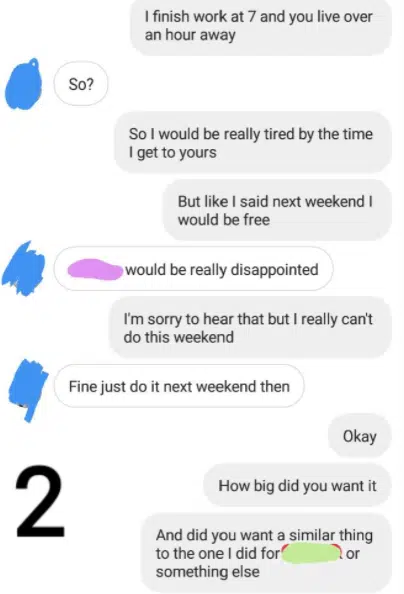 I finish work at 7 and you live over
an hour away
So?
So I would be really tired by the time
I get to yours
But like I said next weekend I
would be free
would be really disappointed
I'm sorry to hear that but I really can't
do this weekend
Fine just do it next weekend then
Okay
How big did you want it
2
And did you want a similar thing
to the one I did for or
something else